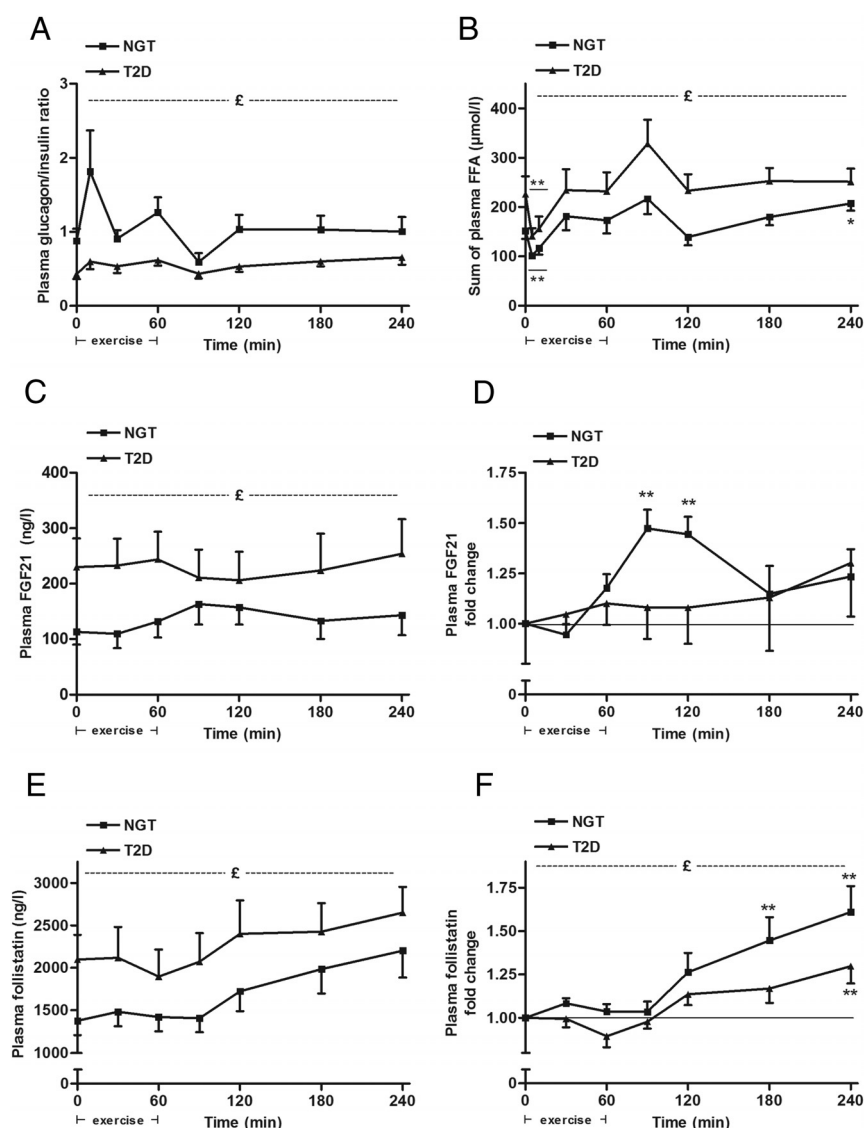 A
NGT
T2D
£
Plasma glucagon/insulin ratio
3
2
1
0
0 60 120 180 240
exercise
Time (min)
B
NGT
T2D
£
Sum of plasma FFA (µmol/l)
400
300
200
100
0
**
**
*
0 60 120 180 240
exercise
Time (min)
C
NGT
T2D
£
Plasma FGF21 (ng/l)
400
300
200
100
0
0 60 120 180 240
exercise
Time (min)
D
NGT
T2D
** **
Plasma FGF21
fold change
1.75
1.50
1.25
1.00
0
0 60 120 180 240
exercise
Time (min)
E
NGT
T2D
£
Plasma follistatin (ng/l)
3000
2500
2000
1500
1000
0
0 60 120 180 240
exercise
Time (min)
F
NGT
T2D
£
**
**
**
Plasma follistatin
fold change
1.75
1.50
1.25
1.00
0
0 60 120 180 240
exercise
Time (min)